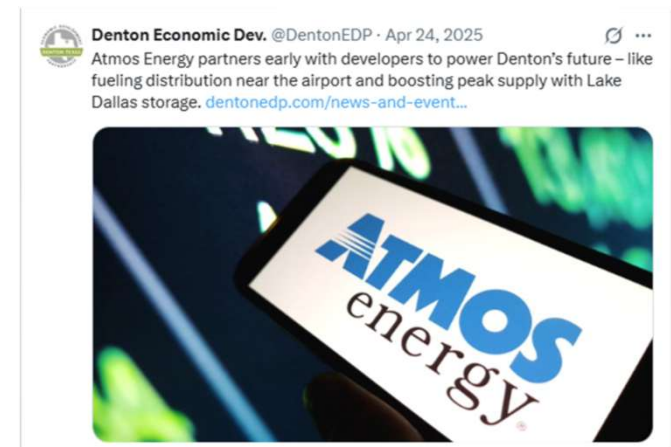 Denton Economic Dev. @DentonEDP · Apr 24, 2025
Atmos Energy partners early with developers to power Denton's future – like
fueling distribution near the airport and boosting peak supply with Lake
Dallas storage. dentonedp.com/news-and-event...
ATMOS
energy®